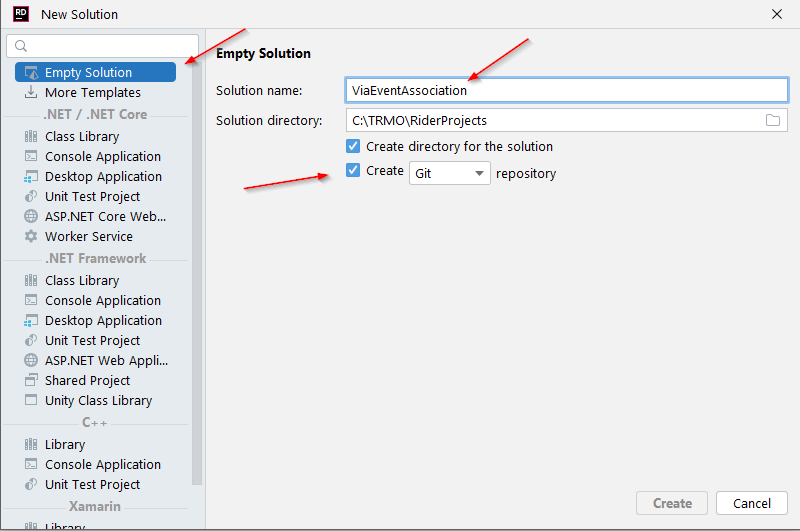 RD New Solution
Empty Solution
More Templates
.NET / .NET Core
Class Library
Console Application
Desktop Application
Unit Test Project
ASP.NET Core Web...
Worker Service
.NET Framework
Class Library
Console Application
Desktop Application
Unit Test Project
ASP.NET Web Appli...
Shared Project
Unity Class Library
C++
Library
Console Application
Unit Test Project
Xamarin
Library
Empty Solution
Solution name: ViaEventAssociation
Solution directory: C:\TRMO\RiderProjects
Create directory for the solution
Create Git repository
Create Cancel